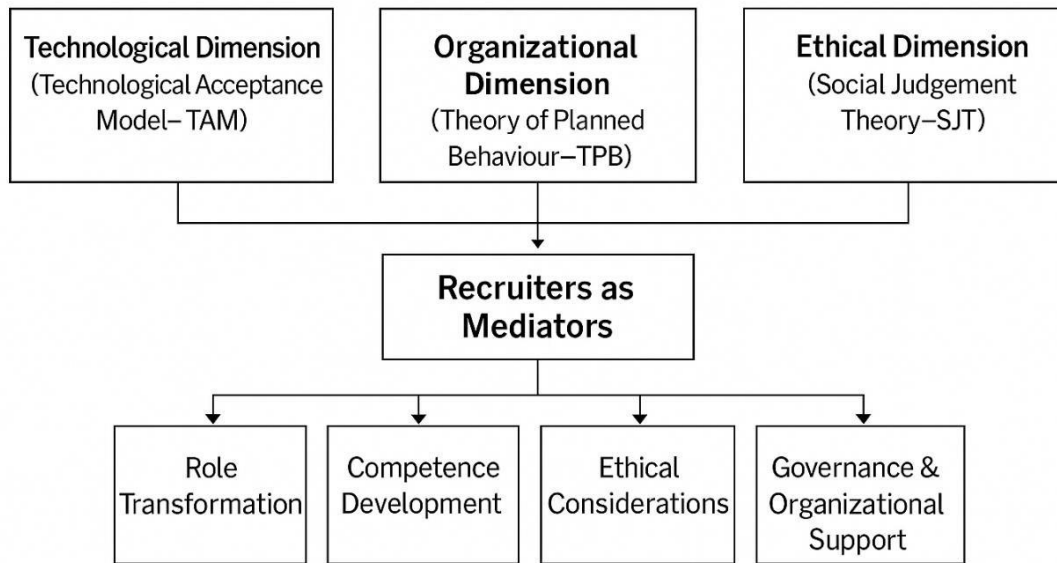 Technological Dimension
(Technological Acceptance
Model– TAM)
Organizational
Dimension
(Theory of Planned
Behaviour–TPB)
Ethical Dimension
(Social Judgement
Theory–SJT)
Recruiters as
Mediators
Role
Transformation
Competence
Development
Ethical
Considerations
Governance &
Organizational
Support